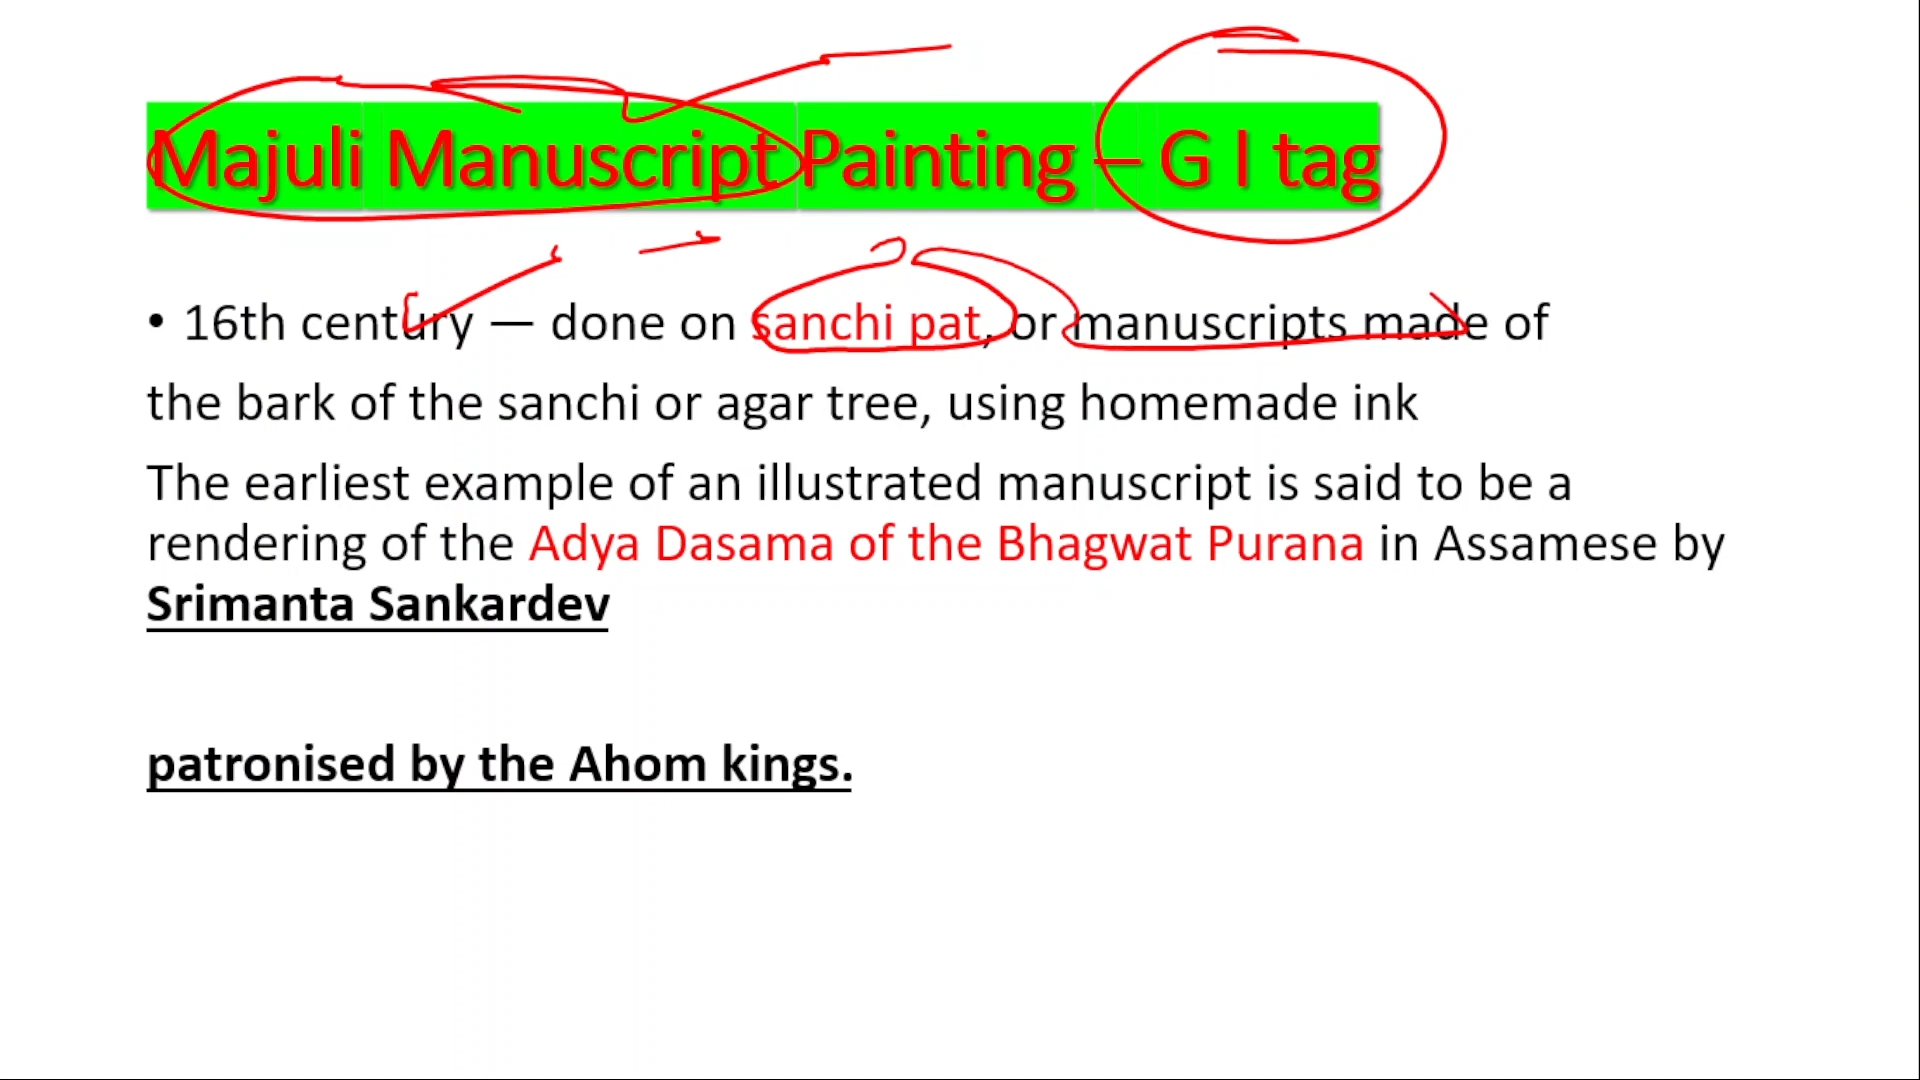 Majuli Manuscript Painting – G I tag
• 16th century — done on sanchi pat, or manuscripts made of
the bark of the sanchi or agar tree, using homemade ink
The earliest example of an illustrated manuscript is said to be a
rendering of the Adya Dasama of the Bhagwat Purana in Assamese by
Srimanta Sankardev
patronised by the Ahom kings.